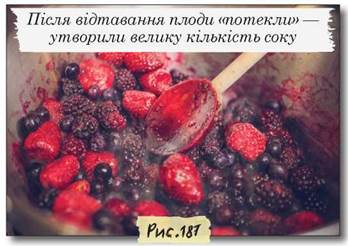 Після відтавання плоди «потекли» —
утворили велику кількість соку
Рис.187